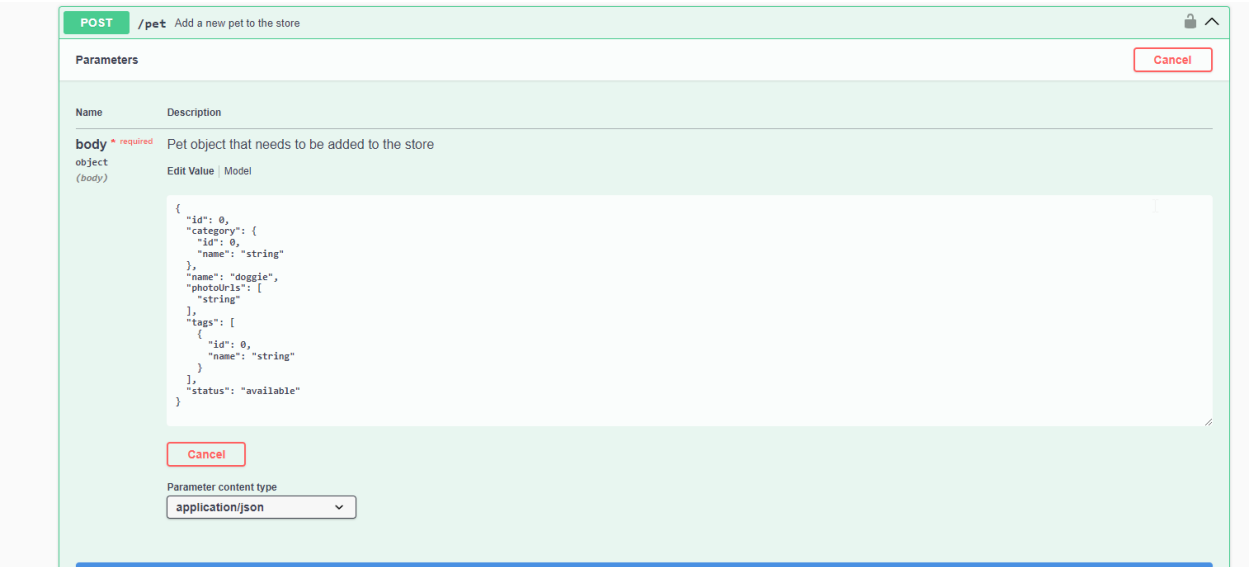 POST /pet Add a new pet to the store
Parameters
Cancel
Name Description
body * required
object
(body)
Pet object that needs to be added to the store
Edit Value | Model
{
  "id": 0,
  "category": {
    "id": 0,
    "name": "string"
  },
  "name": "doggie",
  "photoUrls": [
    "string"
  ],
  "tags": [
    {
      "id": 0,
      "name": "string"
    }
  ],
  "status": "available"
}
Cancel
Parameter content type
application/json